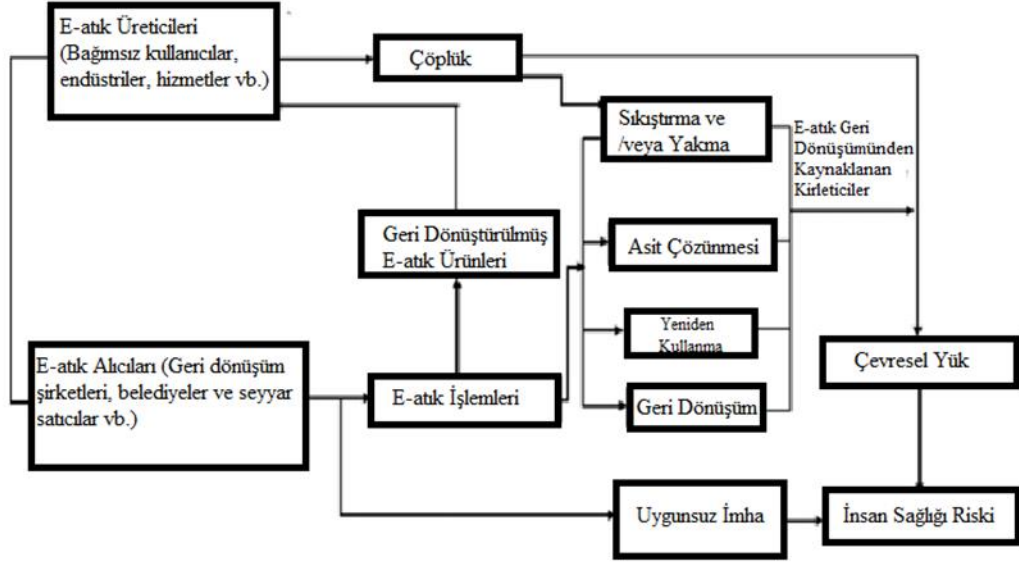 E-atık Üreticileri
(Bağımsız kullanıcılar,
endüstriler, hizmetler vb.)
Çöplük
Sıkıştırma ve
/veya Yakma
E-atık Geri
Dönüşümünden
Kaynaklanan
Kirleticiler
Geri Dönüştürülmüş
E-atık Ürünleri
Asit Çözünmesi
Yeniden
Kullanma
E-atık Alıcıları (Geri dönüşüm
şirketleri, belediyeler ve seyyar
satıcılar vb.)
E-atık İşlemleri
Geri Dönüşüm
Çevresel Yük
Uygunsuz İmha
İnsan Sağlığı Riski